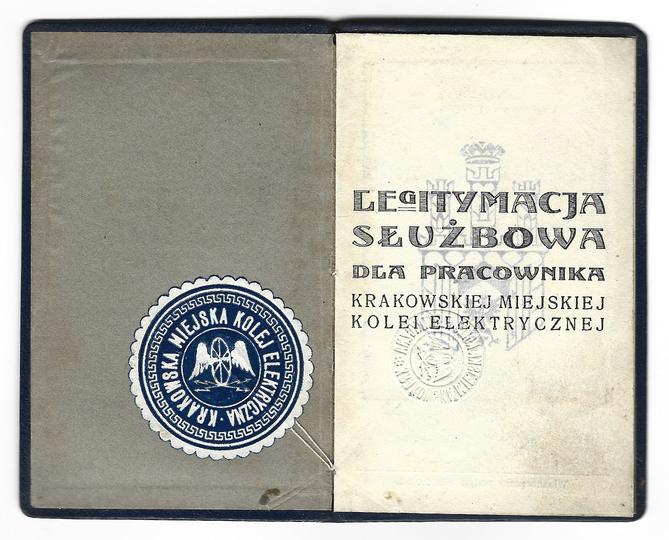 KRAKOWSKA MIEJSKA KOLEJ ELEKTRYCZNA
LEGITYMACJA
SŁUŻBOWA
DLA PRACOWNIKA
KRAKOWSKIEJ MIEJSKIEJ
KOLEI ELEKTRYCZNEJ